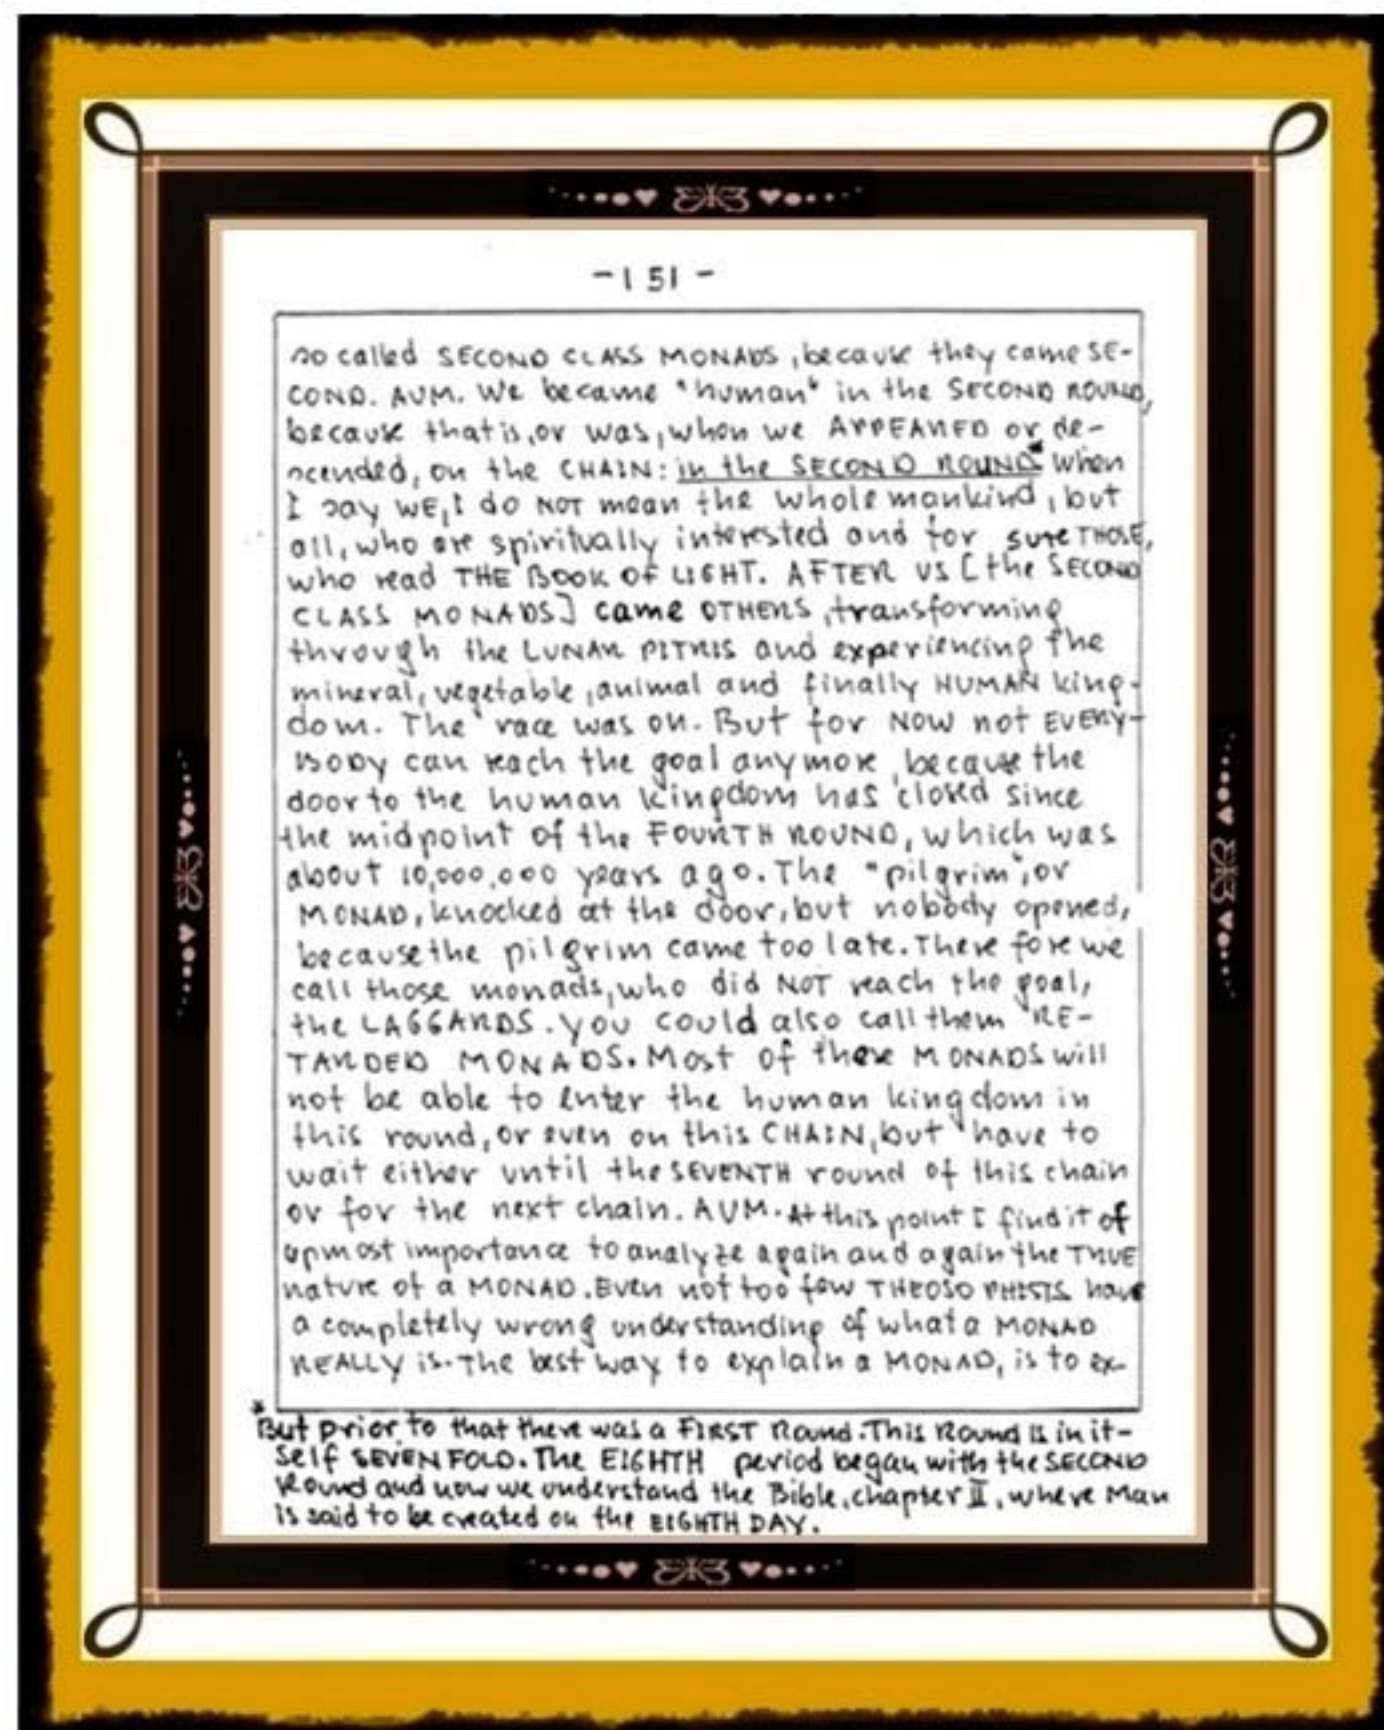 -151-
so called SECOND CLASS MONADS, because they came SE-
COND. AUM. We became "human" in the SECOND ROUND,
because that is, or was, when we APPEARED or de-
scended, on the CHAIN: in the SECOND ROUND* When
I say WE, I do NOT mean the whole mankind, but
all, who are spiritually interested and for sure THOSE,
who read THE BOOK OF LIGHT. AFTER US [the SECOND
CLASS MONADS] came OTHERS, transforming
through the LUNAR PITRIS and experiencing the
mineral, vegetable, animal and finally HUMAN king-
dom. The race was on. But for NOW not EVERY-
BODY can reach the goal anymore, because the
door to the human kingdom has closed since
the midpoint of the FOURTH ROUND, which was
about 10,000,000 years ago. The "pilgrim", or
MONAD, knocked at the door, but nobody opened,
because the pilgrim came too late. There fore we
call those monads, who did NOT reach the goal,
the LAGGARDS. You could also call them RE-
TARDED MONADS. Most of these MONADS will
not be able to enter the human kingdom in
this round, or even on this CHAIN, but have to
wait either until the SEVENTH round of this chain
or for the next chain. AUM. At this point I find it of
upmost importance to analyze again and again the TRUE
nature of a MONAD. Even not too few THEOSOPHISTS have
a completely wrong understanding of what a MONAD
REALLY is. The best way to explain a MONAD, is to ex-
*But prior to that there was a FIRST Round. This Round is in it-
self SEVENFOLD. The EIGHTH period began with the SECOND
Round and now we understand the Bible, chapter II, where Man
is said to be created on the EIGHTH DAY.